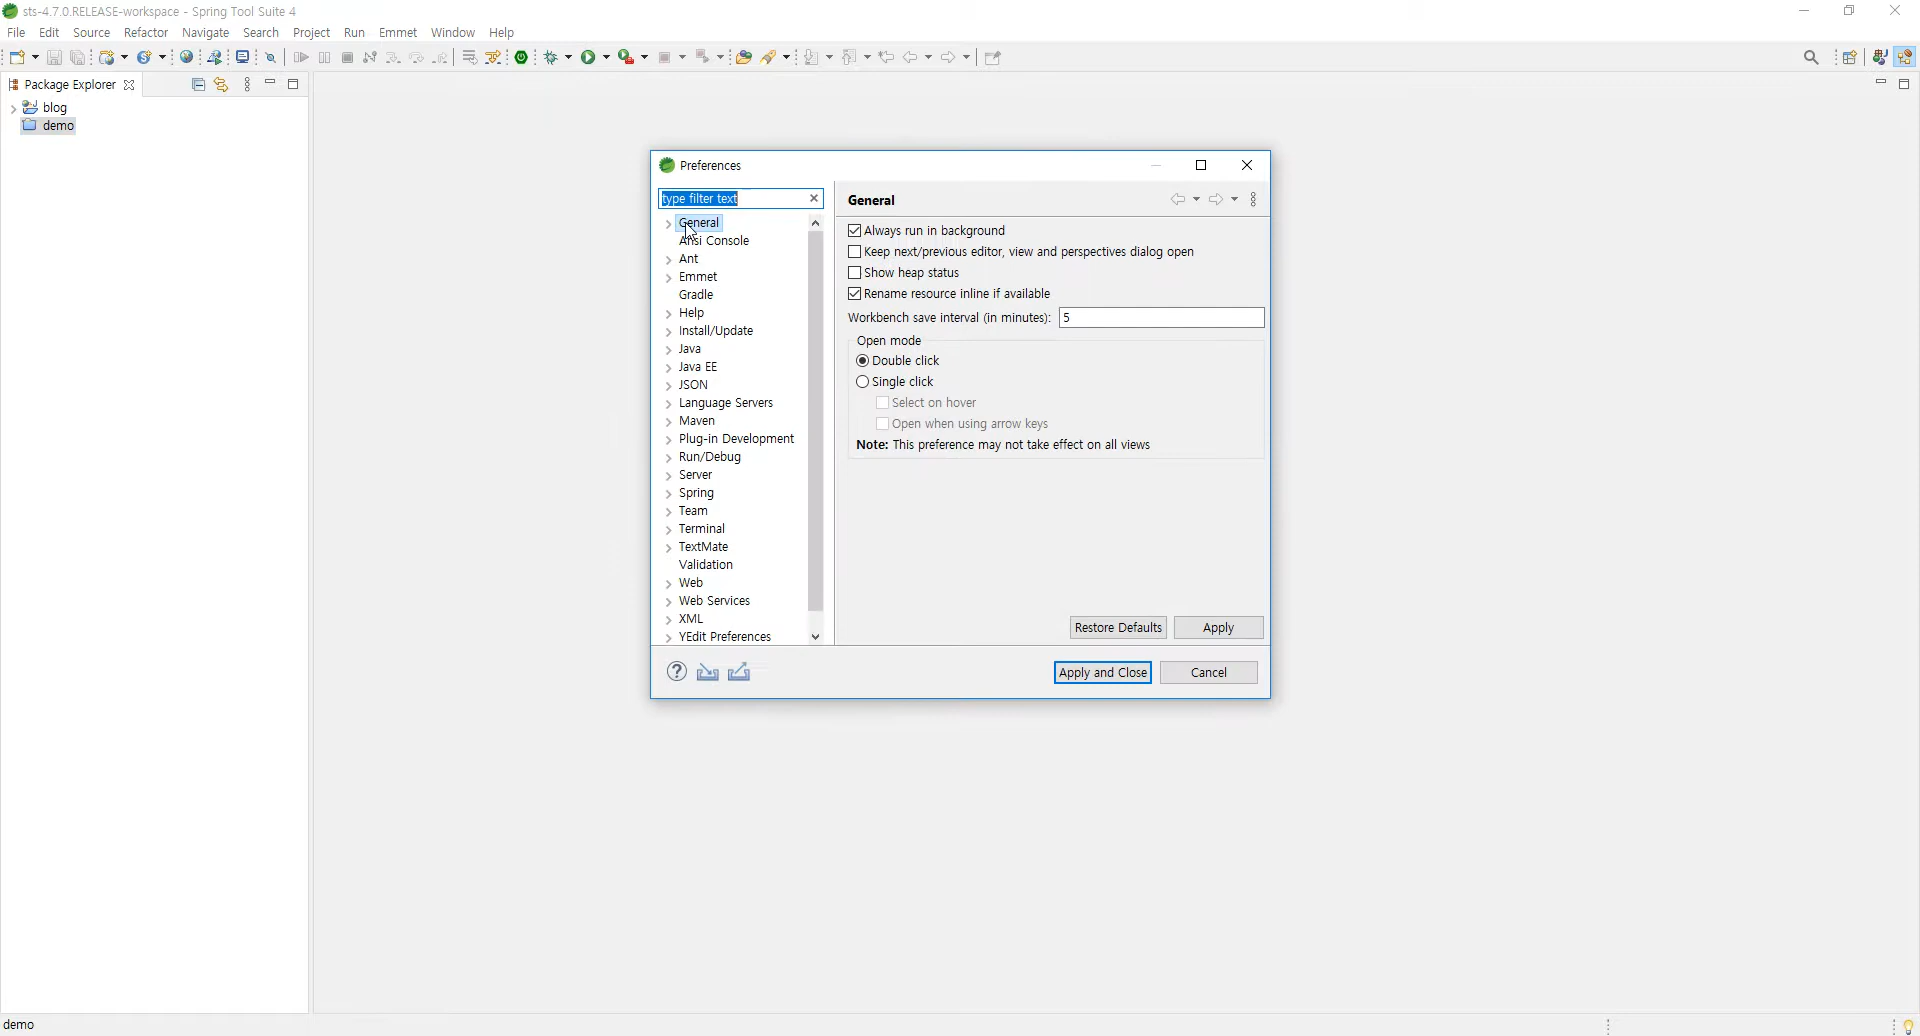 sts-4.7.0.RELEASE-workspace - Spring Tool Suite 4
File Edit Source Refactor Navigate Search Project Run Emmet Window Help
Package Explorer
blog
demo
Preferences
type filter text
General
Ansi Console
Ant
Emmet
Gradle
Help
Install/Update
Java
Java EE
JSON
Language Servers
Maven
Plug-in Development
Run/Debug
Server
Spring
Team
Terminal
TextMate
Validation
Web
Web Services
XML
YEdit Preferences
General
Always run in background
Keep next/previous editor, view and perspectives dialog open
Show heap status
Rename resource inline if available
Workbench save interval (in minutes): 5
Open mode
Double click
Single click
Select on hover
Open when using arrow keys
Note: This preference may not take effect on all views
Restore Defaults Apply
Apply and Close Cancel
demo